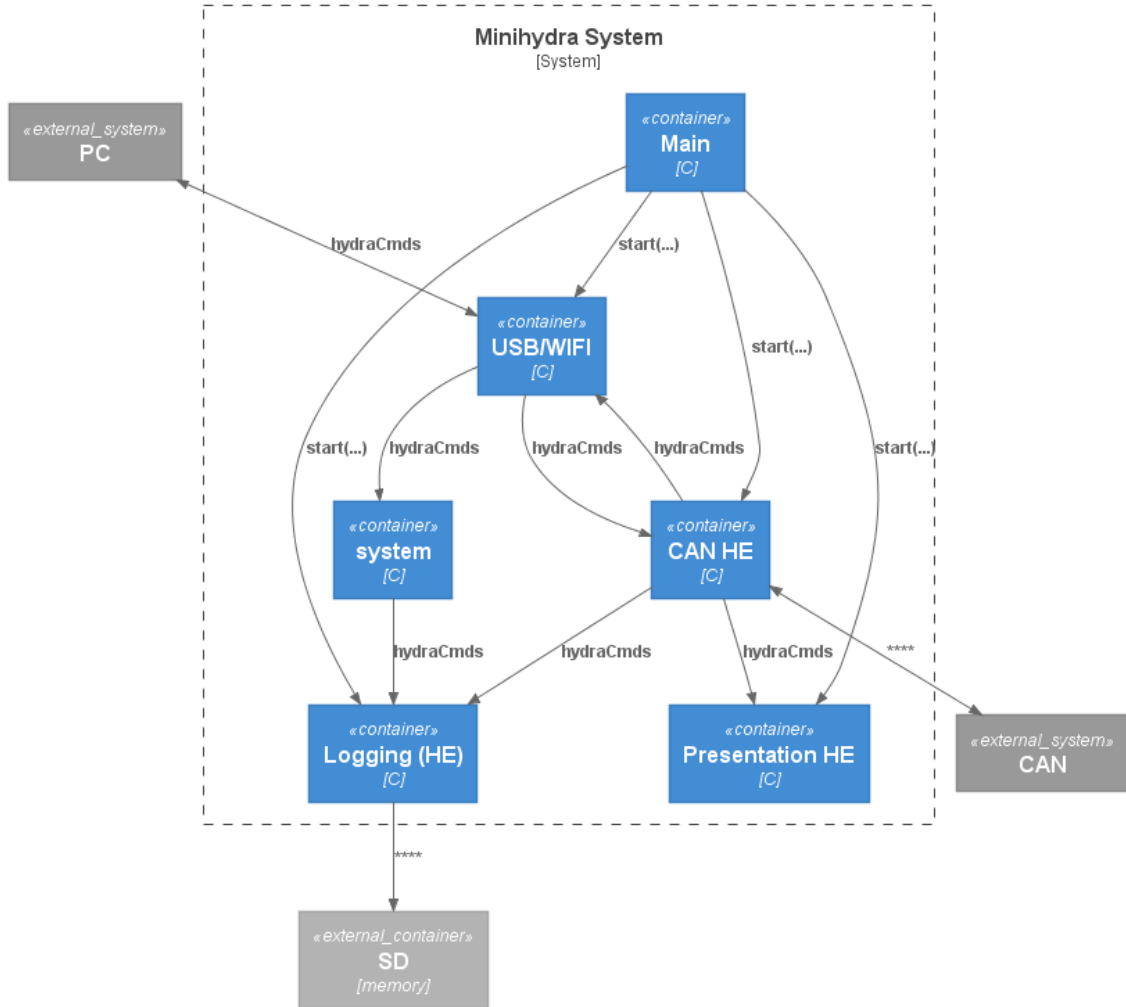 Minihydra System
[System]
«container»
Main
[C]
«external_system»
PC
hydraCmds
start(...)
«container»
USB/WIFI
[C]
start(...)
start(...)
hydraCmds
hydraCmds
hydraCmds
start(...)
«container»
system
[C]
«container»
CAN HE
[C]
hydraCmds
hydraCmds
hydraCmds
****
«container»
Logging (HE)
[C]
«container»
Presentation HE
[C]
«external_system»
CAN
****
«external_container»
SD
[memory]